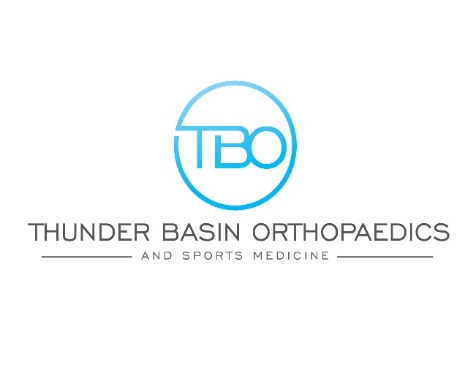 TBO
THUNDER BASIN ORTHOPAEDICS
AND SPORTS MEDICINE